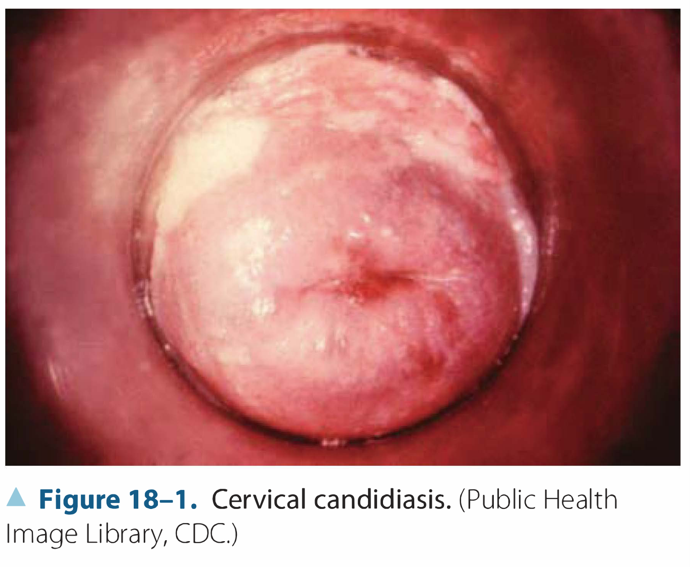 ▲ Figure 18–1. Cervical candidiasis. (Public Health
Image Library, CDC.)